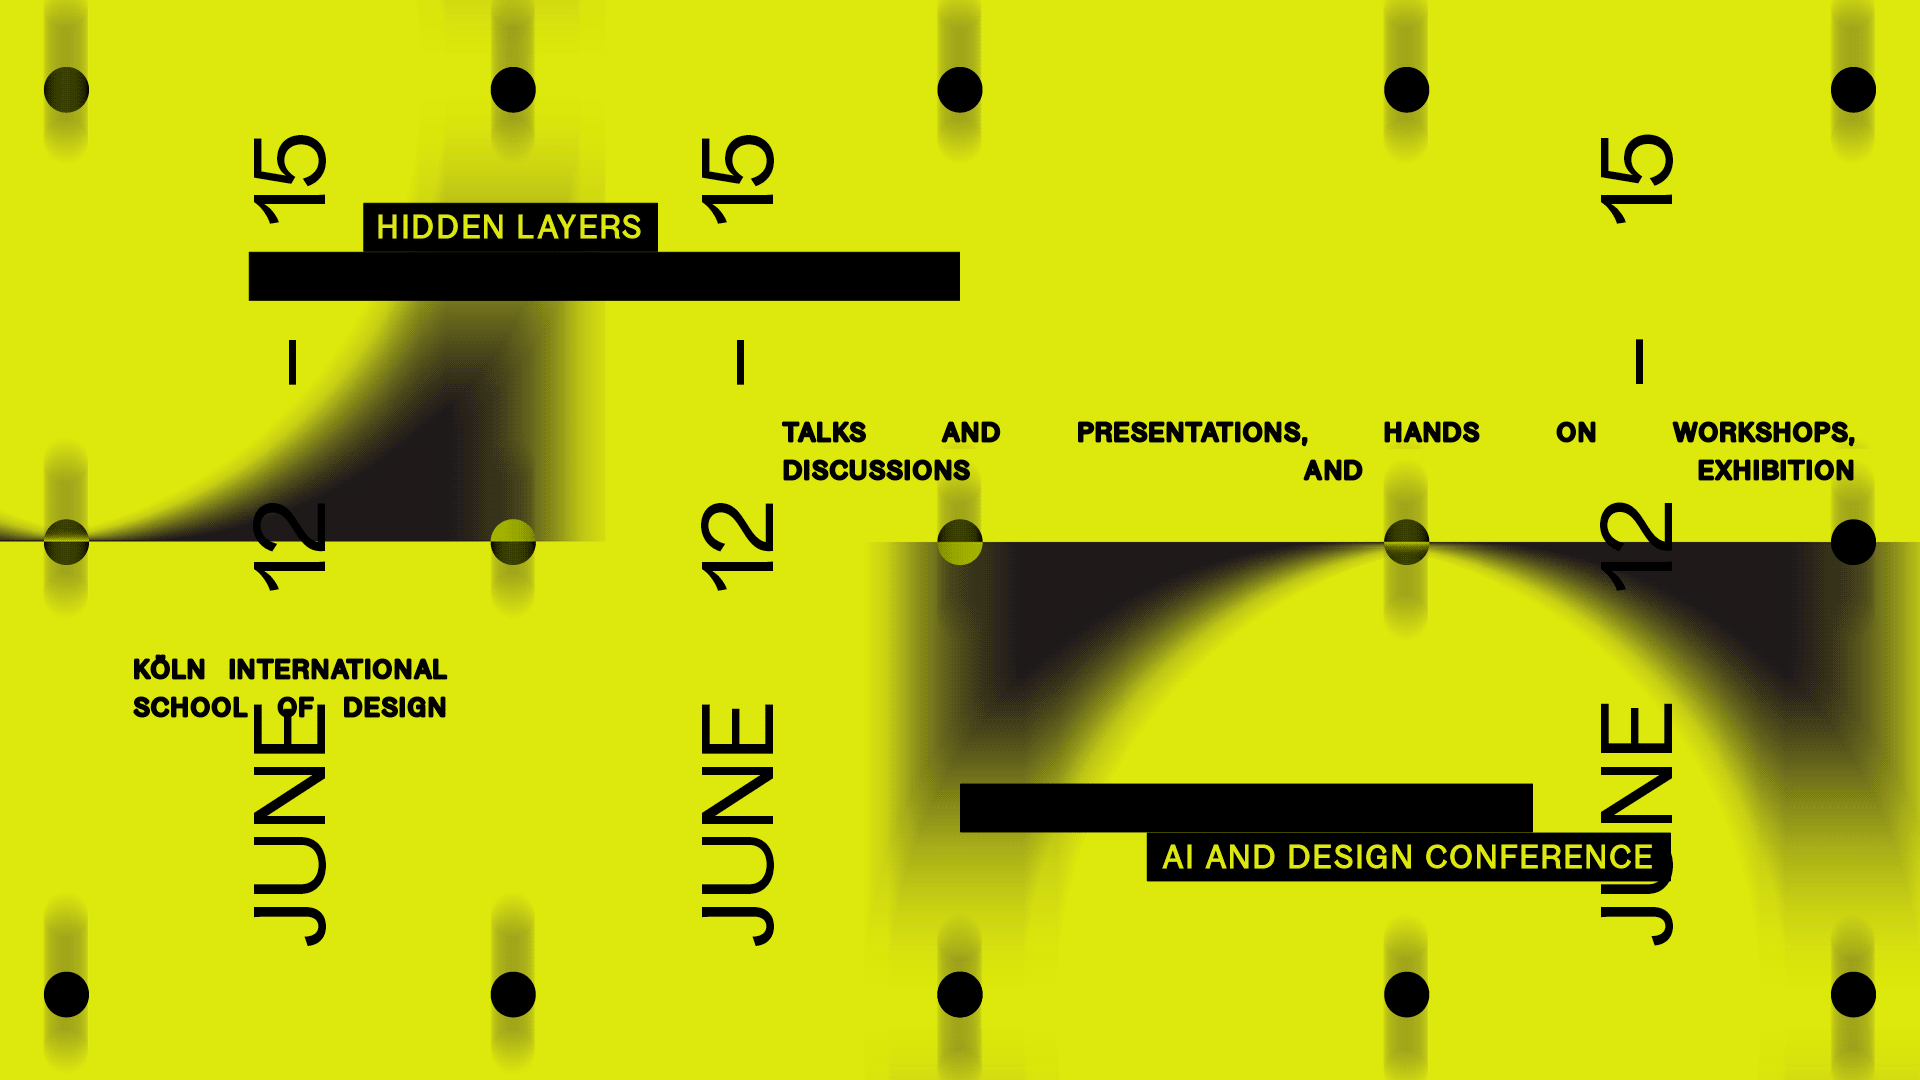 HIDDEN LAYERS
JUNE 12 – 15
JUNE 12 – 15
JUNE 12 – 15
TALKS AND PRESENTATIONS, HANDS ON WORKSHOPS,
DISCUSSIONS AND EXHIBITION
KÖLN INTERNATIONAL
SCHOOL OF DESIGN
AI AND DESIGN CONFERENCE